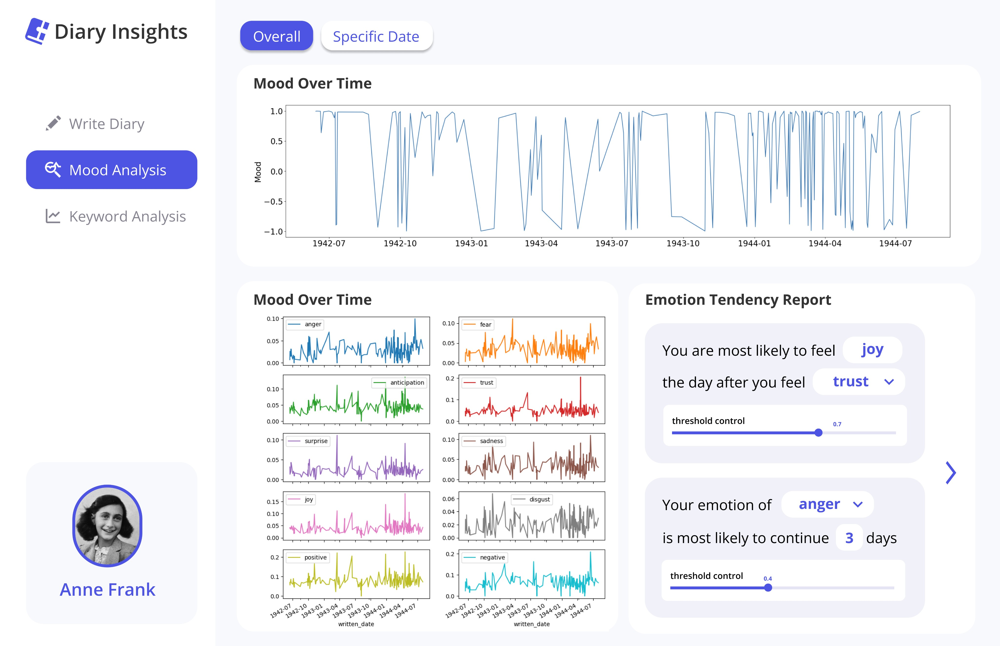 Diary Insights
Write Diary
Mood Analysis
Keyword Analysis
Anne Frank
Overall
Specific Date
Mood Over Time
Mood
1.0
0.5
0.0
−0.5
−1.0
1942-07
1942-10
1943-01
1943-04
1943-07
1943-10
1944-01
1944-04
1944-07
Mood Over Time
0.10
0.05
0.00
anger
0.10
0.05
0.00
fear
0.10
0.05
0.00
anticipation
0.2
0.1
0.0
trust
0.10
0.05
0.00
surprise
0.10
0.05
0.00
sadness
0.15
0.10
0.05
0.00
joy
0.06
0.04
0.02
0.00
disgust
0.2
0.1
0.0
positive
0.2
0.1
0.0
negative
1942-07
1942-10
1943-01
1943-04
1943-07
1943-10
1944-01
1944-04
1944-07
written_date
1942-07
1942-10
1943-01
1943-04
1943-07
1943-10
1944-01
1944-04
1944-07
written_date
Emotion Tendency Report
You are most likely to feel joy
the day after you feel trust
threshold control
0.7
Your emotion of anger
is most likely to continue 3 days
threshold control
0.4